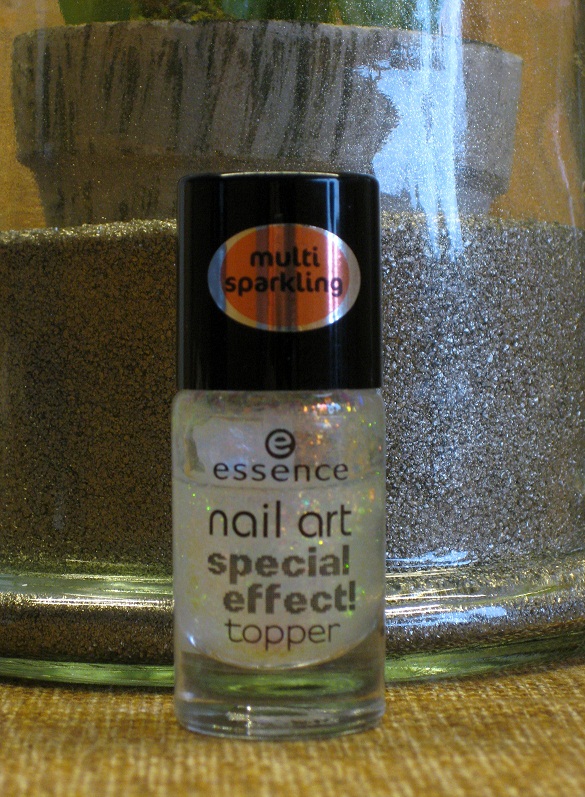 multi
sparkling
e
essence
nail art
special
effect!
topper